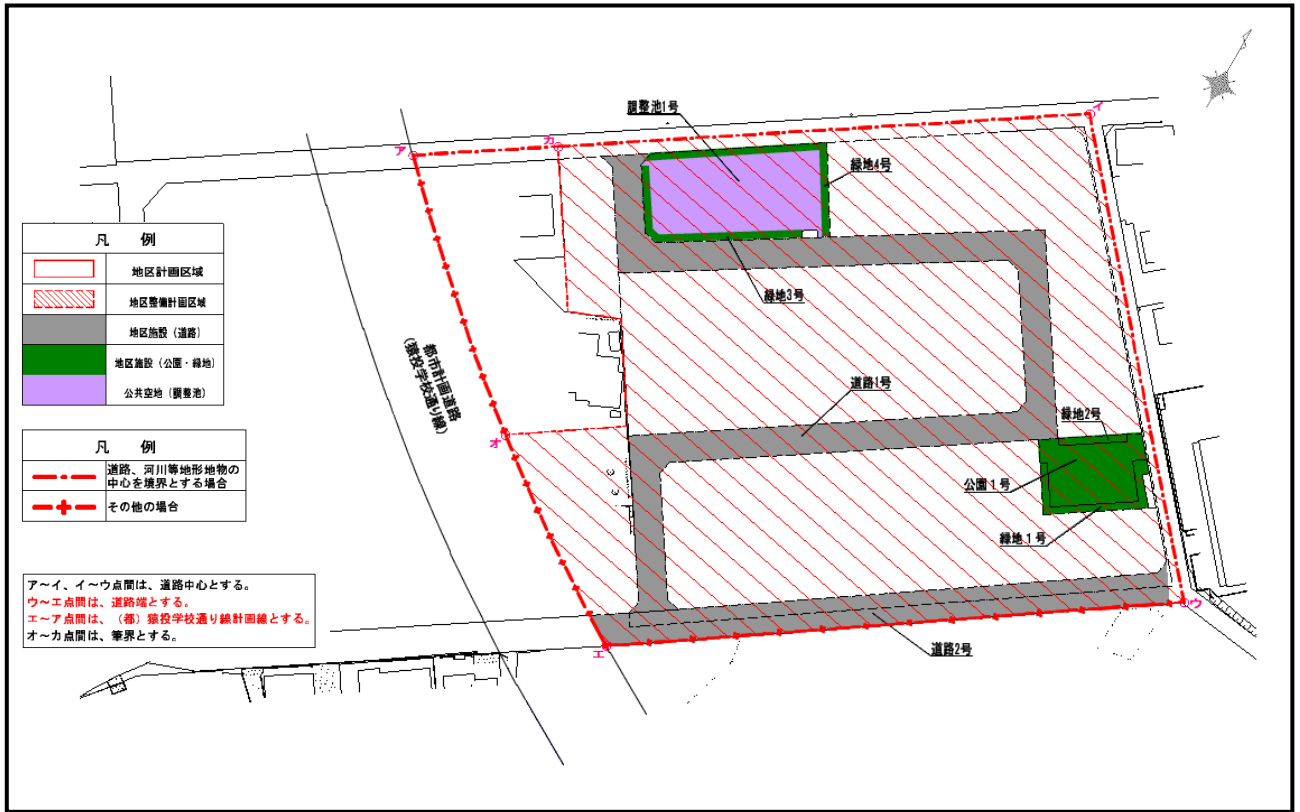 調整池1号
イ
カ
ア
緑地4号
凡 例
地区計画区域
地区整備計画区域
地区施設（道路）
地区施設（公園・緑地）
公共空地（調整池）
緑地3号
都市計画道路
（猿投学校通り線）
道路1号
緑地2号
オ
公園1号
緑地1号
凡 例
道路、河川等地形地物の
中心を境界とする場合
その他の場合
ア～イ、イ～ウ点間は、道路中心とする。
ウ～エ点間は、道路端とする。
エ～ア点間は、（都）猿投学校通り線計画線とする。
オ～カ点間は、筆界とする。
ウ
エ
道路2号